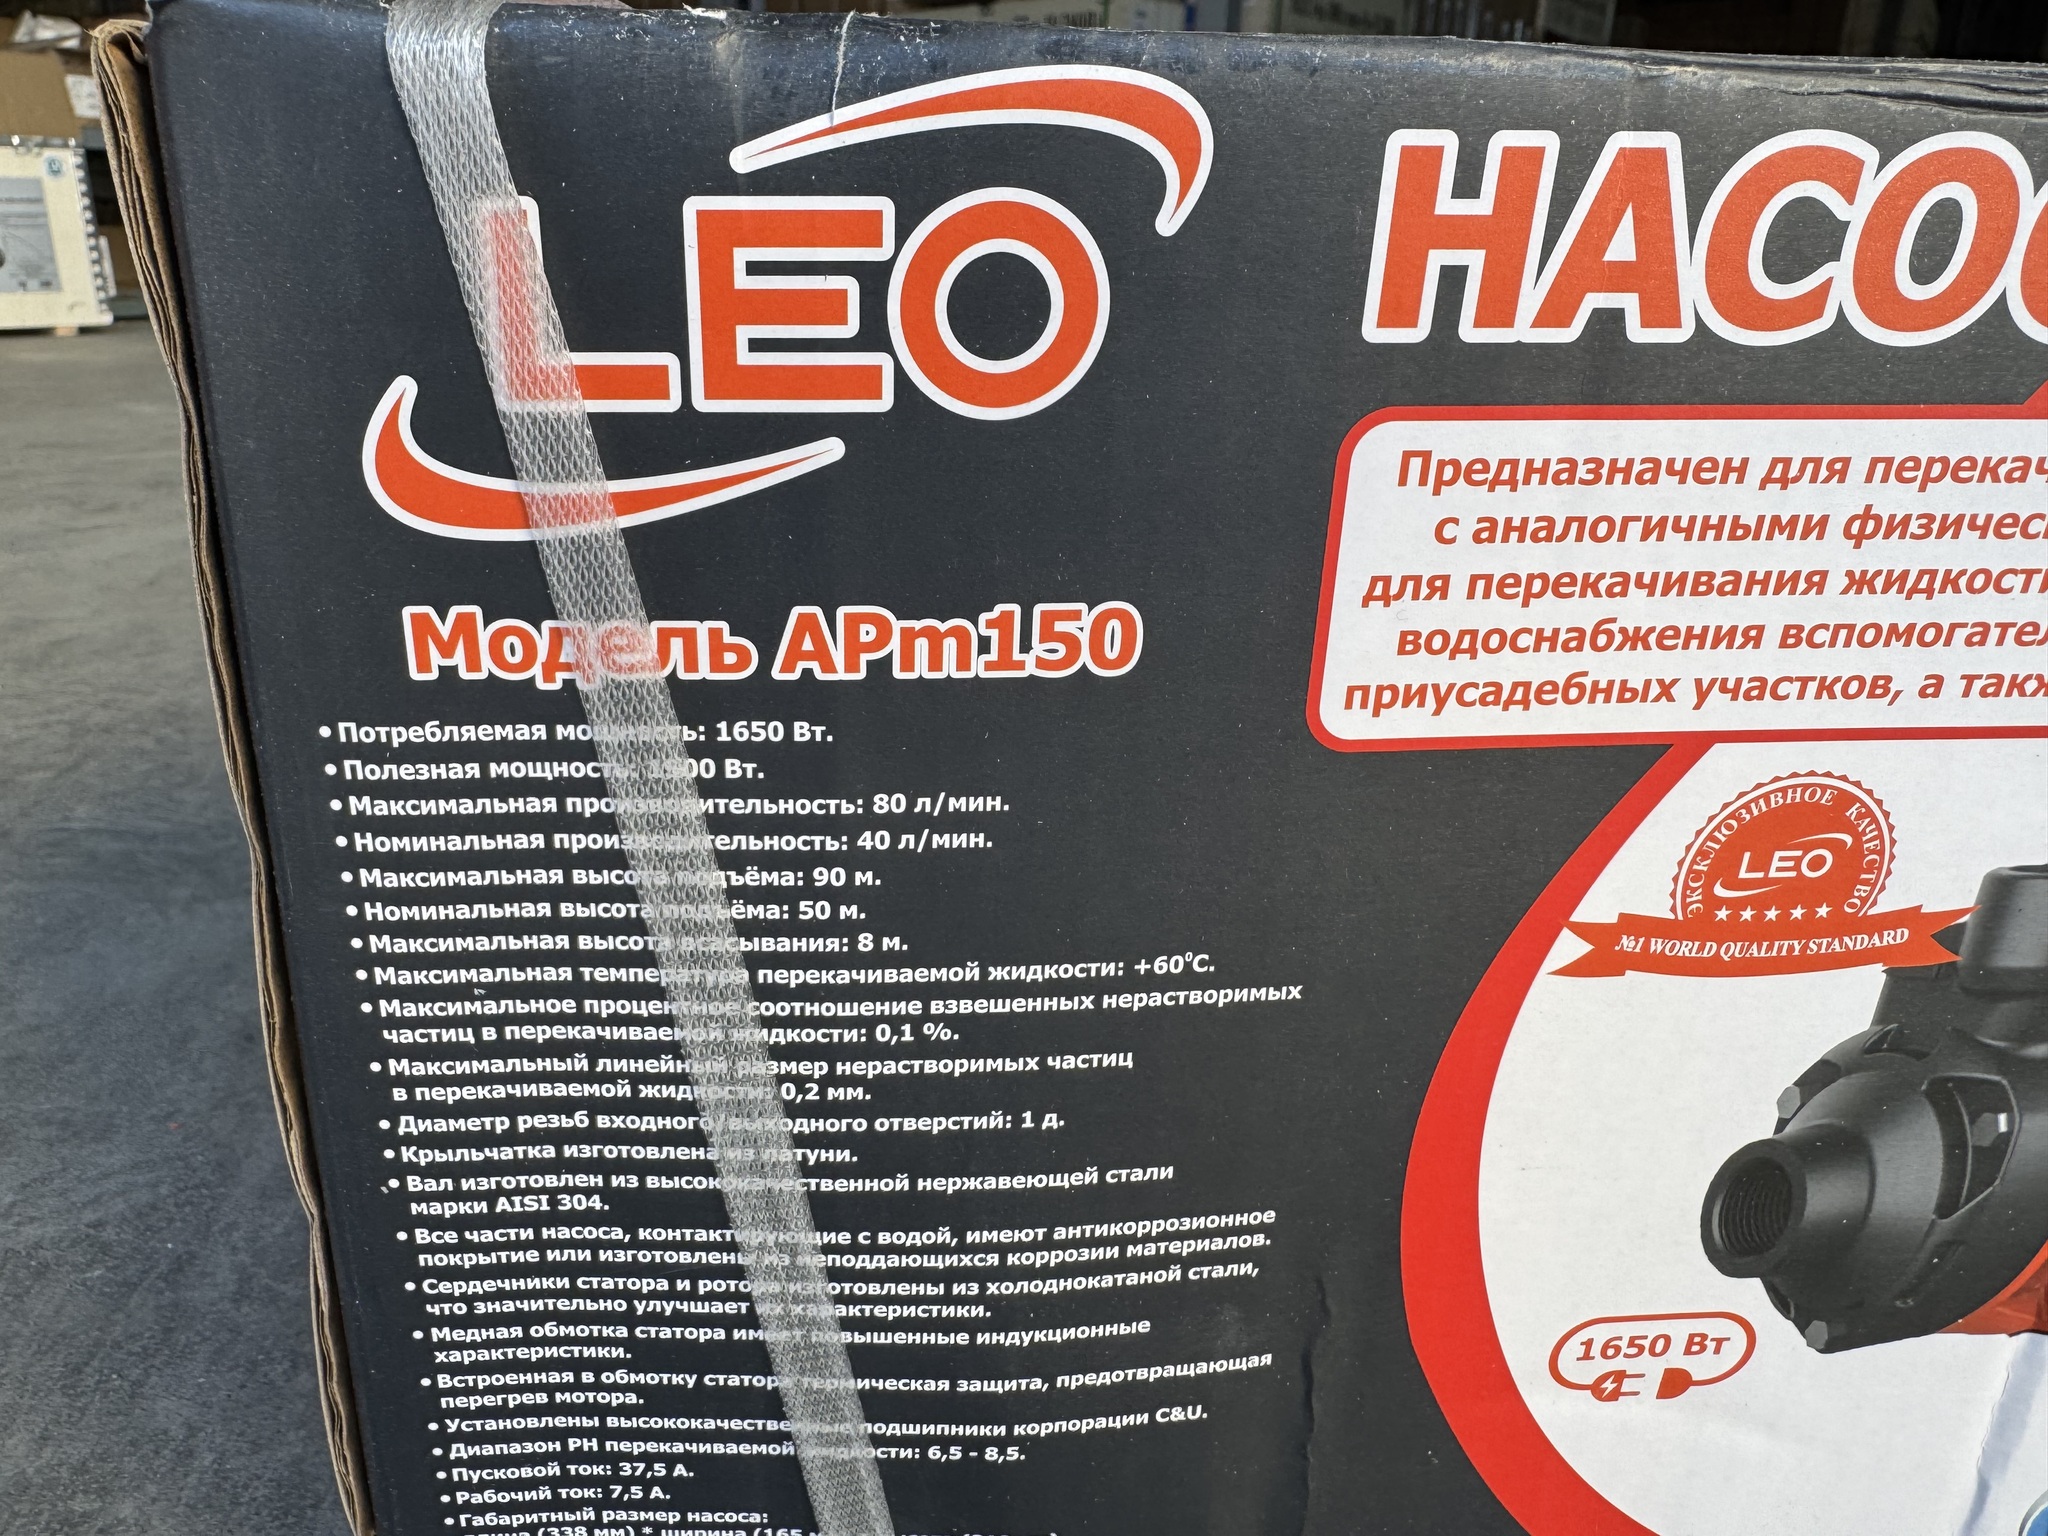 LEO
НАСО
Модель APm150
• Потребляемая мощность: 1650 Вт.
• Полезная мощность: 1500 Вт.
• Максимальная производительность: 80 л/мин.
• Номинальная производительность: 40 л/мин.
• Максимальная высота подъёма: 90 м.
• Номинальная высота подъёма: 50 м.
• Максимальная высота всасывания: 8 м.
• Максимальная температура перекачиваемой жидкости: +60⁰С.
• Максимальное процентное соотношение взвешенных нерастворимых
частиц в перекачиваемой жидкости: 0,1 %.
• Максимальный линейный размер нерастворимых частиц
в перекачиваемой жидкости: 0,2 мм.
• Диаметр резьб входного/выходного отверстий: 1 д.
• Крыльчатка изготовлена из латуни.
• Вал изготовлен из высококачественной нержавеющей стали
марки AISI 304.
• Все части насоса, контактирующие с водой, имеют антикоррозионное
покрытие или изготовлены из неподдающихся коррозии материалов.
• Сердечники статора и ротора изготовлены из холоднокатаной стали,
что значительно улучшает их характеристики.
• Медная обмотка статора имеет повышенные индукционные
характеристики.
• Встроенная в обмотку статора термическая защита, предотвращающая
перегрев мотора.
• Установлены высококачественные подшипники корпорации C&U.
• Диапазон РН перекачиваемой жидкости: 6,5 - 8,5.
• Пусковой ток: 37,5 А.
• Рабочий ток: 7,5 А.
• Габаритный размер насоса:
длина (338 мм) * ширина (165
Предназначен для перекач
с аналогичными физичес
для перекачивания жидкост
водоснабжения вспомогател
приусадебных участков, а такж
ЭКСКЛЮЗИВНОЕ КАЧЕСТВО
LEO
№1 WORLD QUALITY STANDARD
1650 Вт